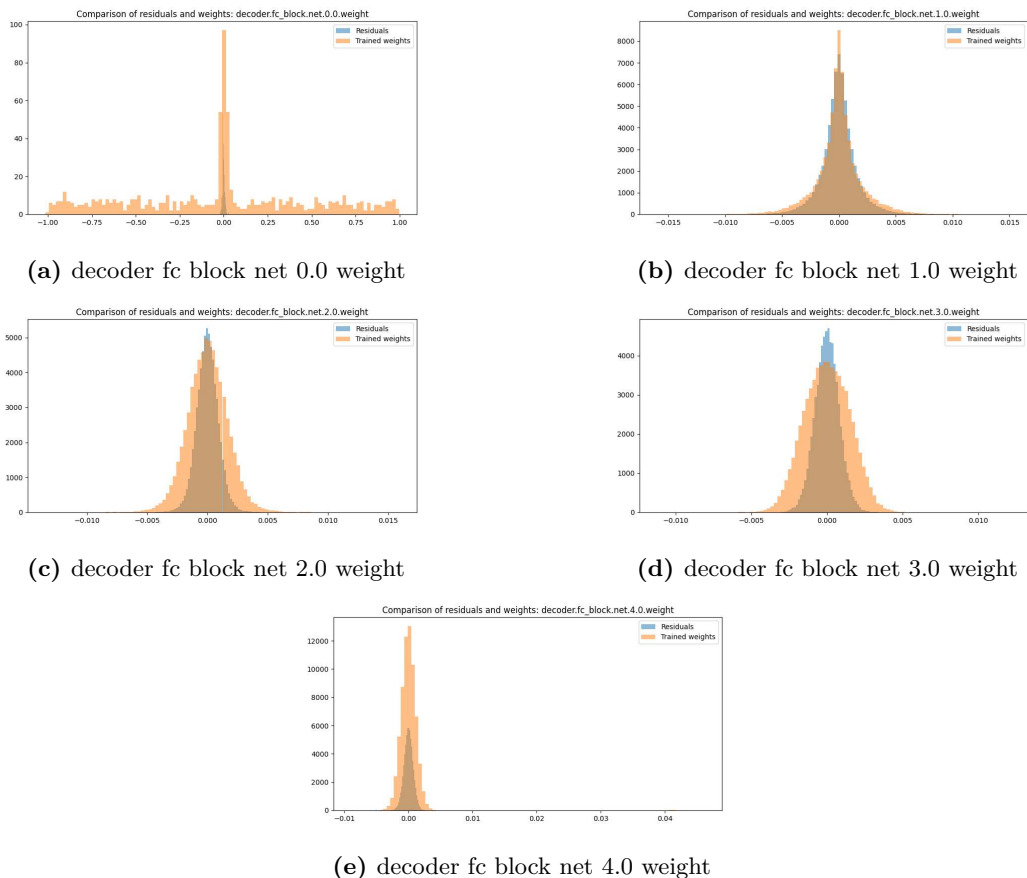 Comparison of residuals and weights: decoder.fc_block.net.0.0.weight
Residuals
Trained weights
100
80
60
40
20
0
−1.00 −0.75 −0.50 −0.25 0.00 0.25 0.50 0.75 1.00
(a) decoder fc block net 0.0 weight
Comparison of residuals and weights: decoder.fc_block.net.1.0.weight
Residuals
Trained weights
8000
7000
6000
5000
4000
3000
2000
1000
0
−0.015 −0.010 −0.005 0.000 0.005 0.010 0.015
(b) decoder fc block net 1.0 weight
Comparison of residuals and weights: decoder.fc_block.net.2.0.weight
Residuals
Trained weights
5000
4000
3000
2000
1000
0
−0.010 −0.005 0.000 0.005 0.010 0.015
(c) decoder fc block net 2.0 weight
Comparison of residuals and weights: decoder.fc_block.net.3.0.weight
Residuals
Trained weights
4000
3000
2000
1000
0
−0.010 −0.005 0.000 0.005 0.010
(d) decoder fc block net 3.0 weight
Comparison of residuals and weights: decoder.fc_block.net.4.0.weight
Residuals
Trained weights
12000
10000
8000
6000
4000
2000
0
−0.01 0.00 0.01 0.02 0.03 0.04
(e) decoder fc block net 4.0 weight